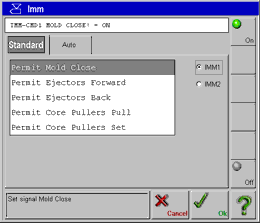 Imm
IMM-CMD1 MOLD CLOSE! = ON
On
Standard
Auto
Permit Mold Close
Permit Ejectors Forward
Permit Ejectors Back
Permit Core Pullers Pull
Permit Core Pullers Set
IMM1
IMM2
Off
Set signal Mold Close
Cancel
Ok
?